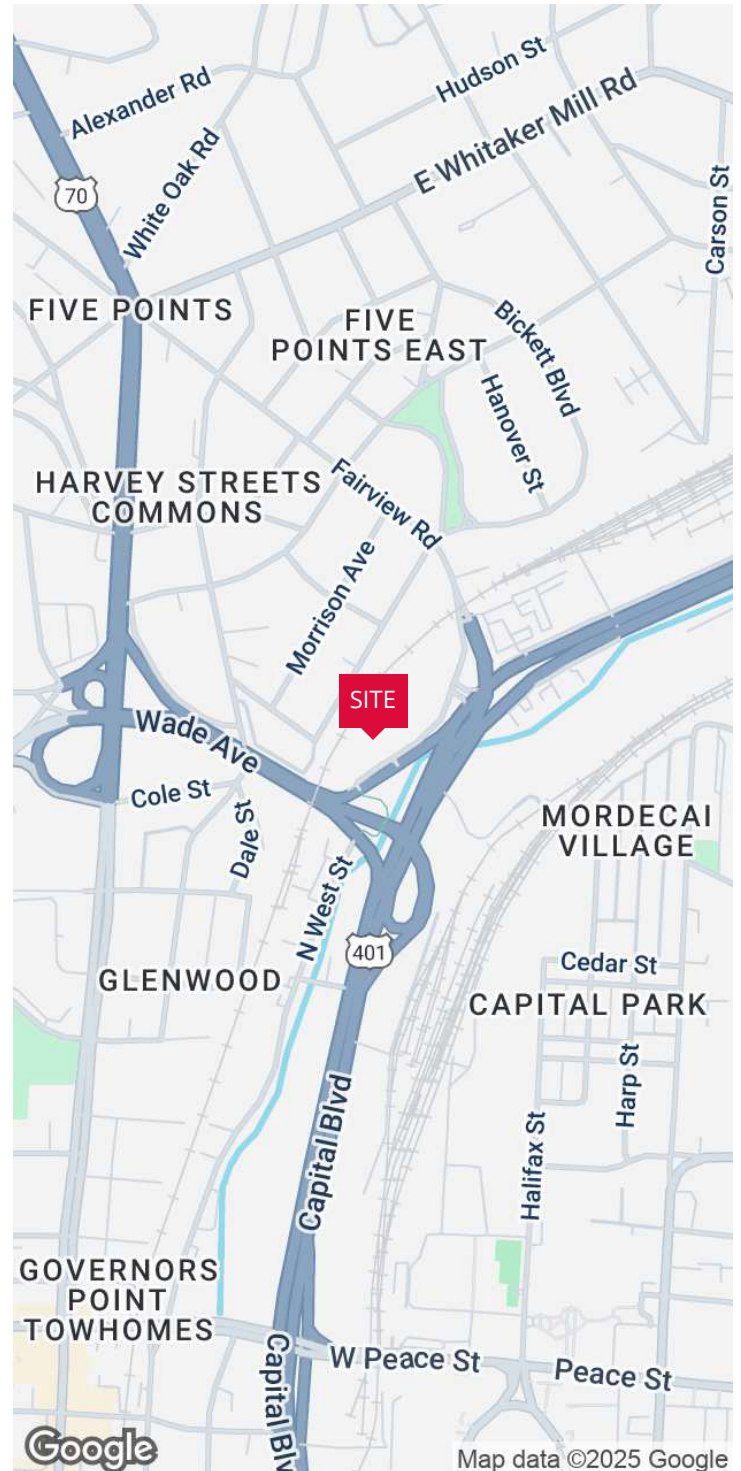 Hudson St
Alexander Rd
E Whitaker Mill Rd
White Oak Rd
70
Carson St
FIVE POINTS
FIVE
POINTS EAST
Bickett Blvd
Hanover St
HARVEY STREETS
COMMONS
Fairview Rd
Morrison Ave
SITE
Wade Ave
Cole St
Dale St
MORDECAI
VILLAGE
N West St
401
Cedar St
GLENWOOD
CAPITAL PARK
Harp St
Capital Blvd
Halifax St
GOVERNORS
POINT
TOWHOMES
W Peace St
Peace St
Capital Blv
Google
Map data ©2025 Google